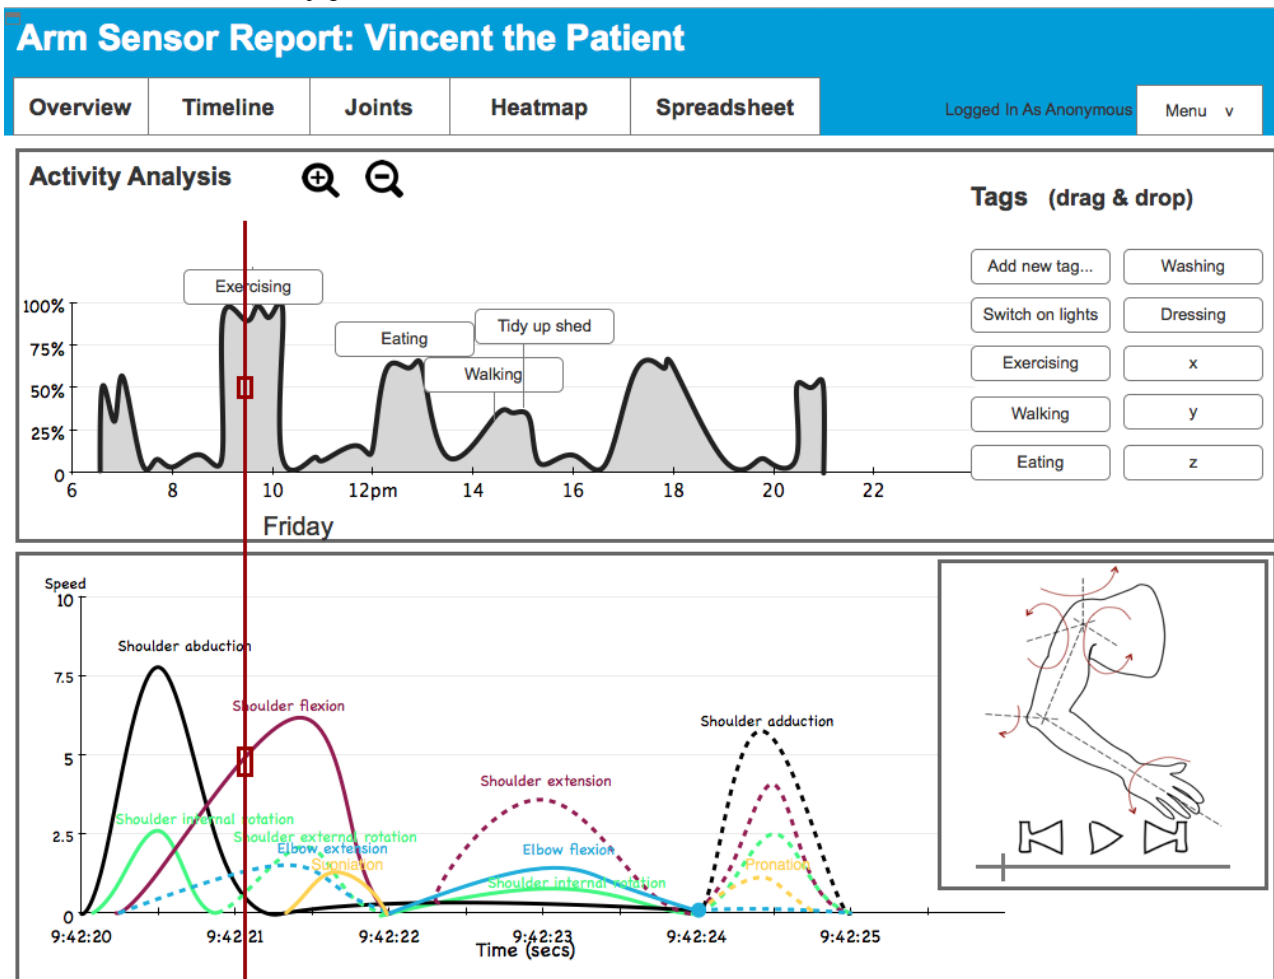 Arm Sensor Report: Vincent the Patient
Overview Timeline Joints Heatmap Spreadsheet
Logged In As Anonymous
Menu v
Activity Analysis
Tags (drag & drop)
Add new tag... Washing
Switch on lights Dressing
Exercising x
Walking y
Eating z
Exercising
Eating
Tidy up shed
Walking
100%
75%
50%
25%
0
6 8 10 12pm 14 16 18 20 22
Friday
Speed
10
7.5
5
2.5
0
Shoulder abduction
Shoulder flexion
Shoulder adduction
Shoulder extension
Shoulder internal rotation
Shoulder external rotation
Elbow extension
Elbow flexion
Supniation
Pronation
Shoulder internal rotation
9:42:20 9:42:21 9:42:22 9:42:23 9:42:24 9:42:25
Time (secs)